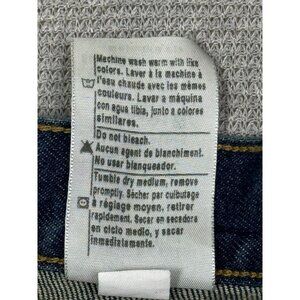 Machine wash warm with like
colors. Laver à la machine à
l'eau chaude avec les mêmes
couleurs. Lavar a máquina
con agua tibia, junto a colores
similares.
Do not bleach.
Aucun agent de blanchiment.
No usar blanqueador.
Tumble dry medium, remove
promptly. Sécher par culbutage
à réglage moyen, retirer
rapidement. Secar en secadora
en ciclo medio, y sacar
inmediatamente.